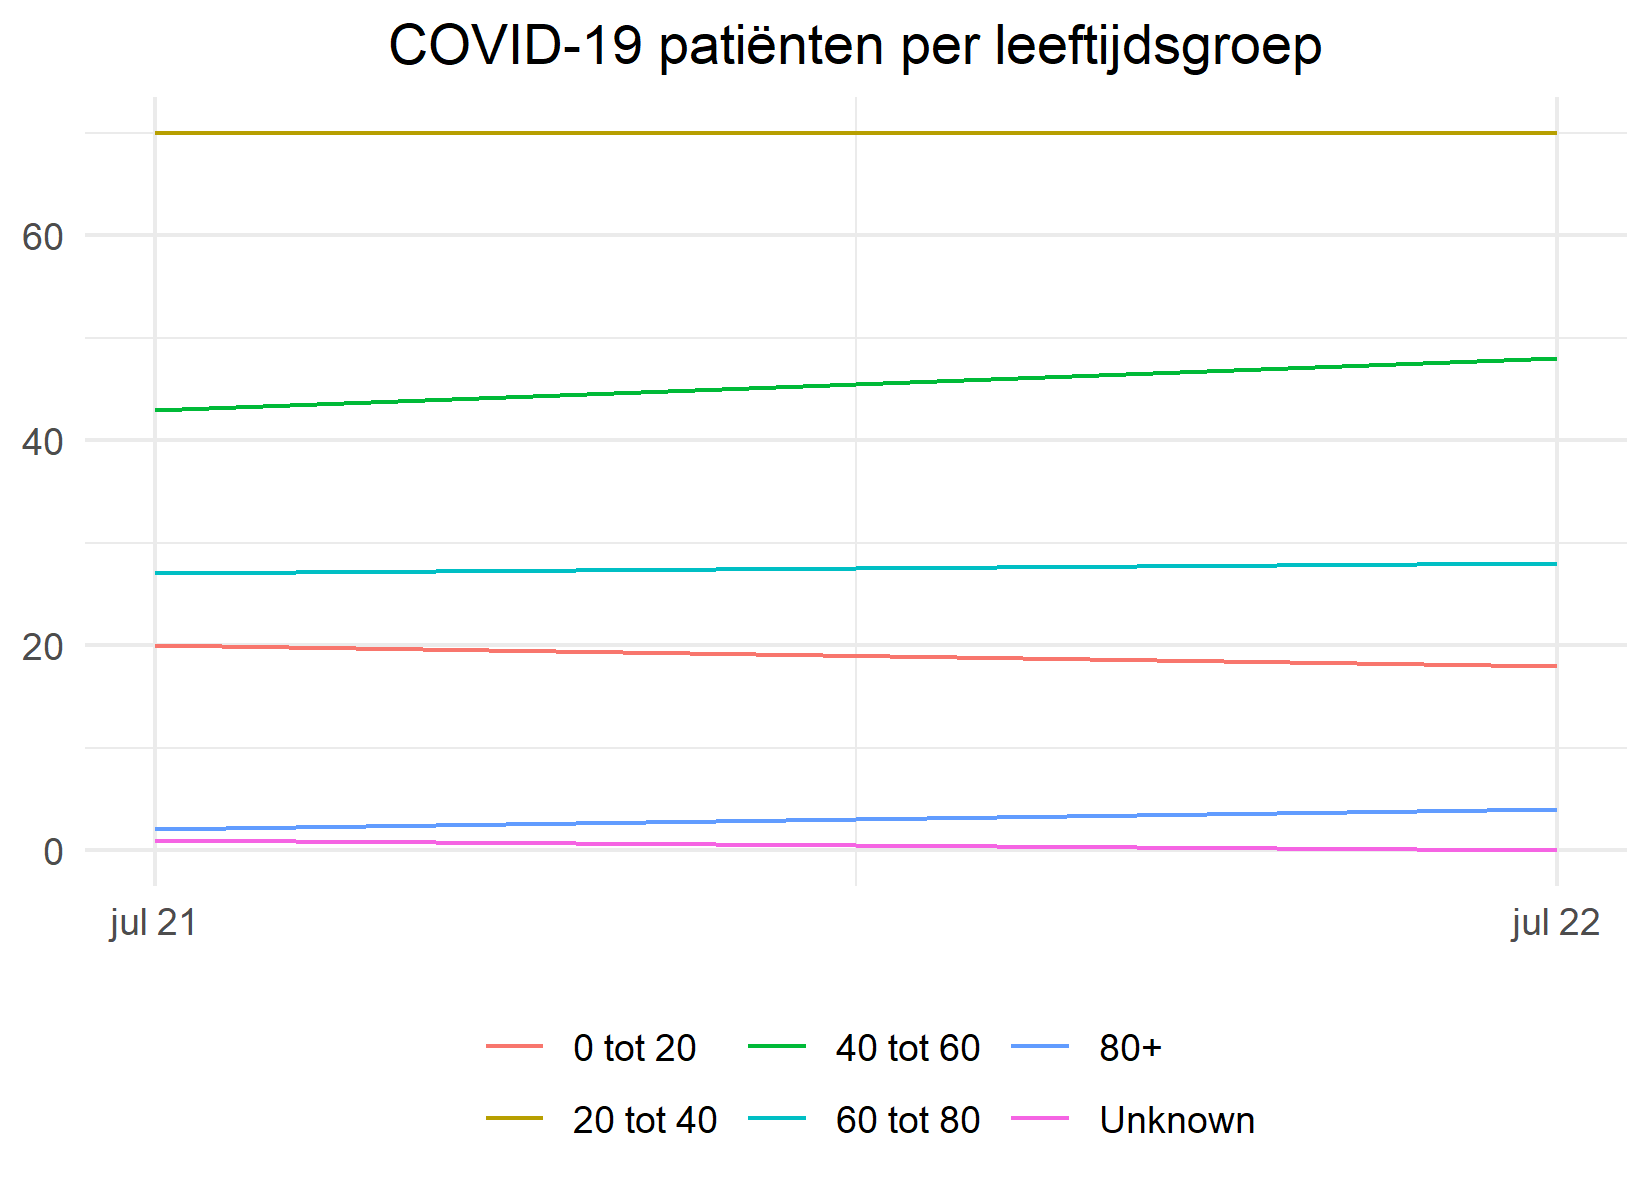 COVID-19 patiënten per leeftijdsgroep
60
40
20
0
jul 21
jul 22
0 tot 20
40 tot 60
80+
20 tot 40
60 tot 80
Unknown